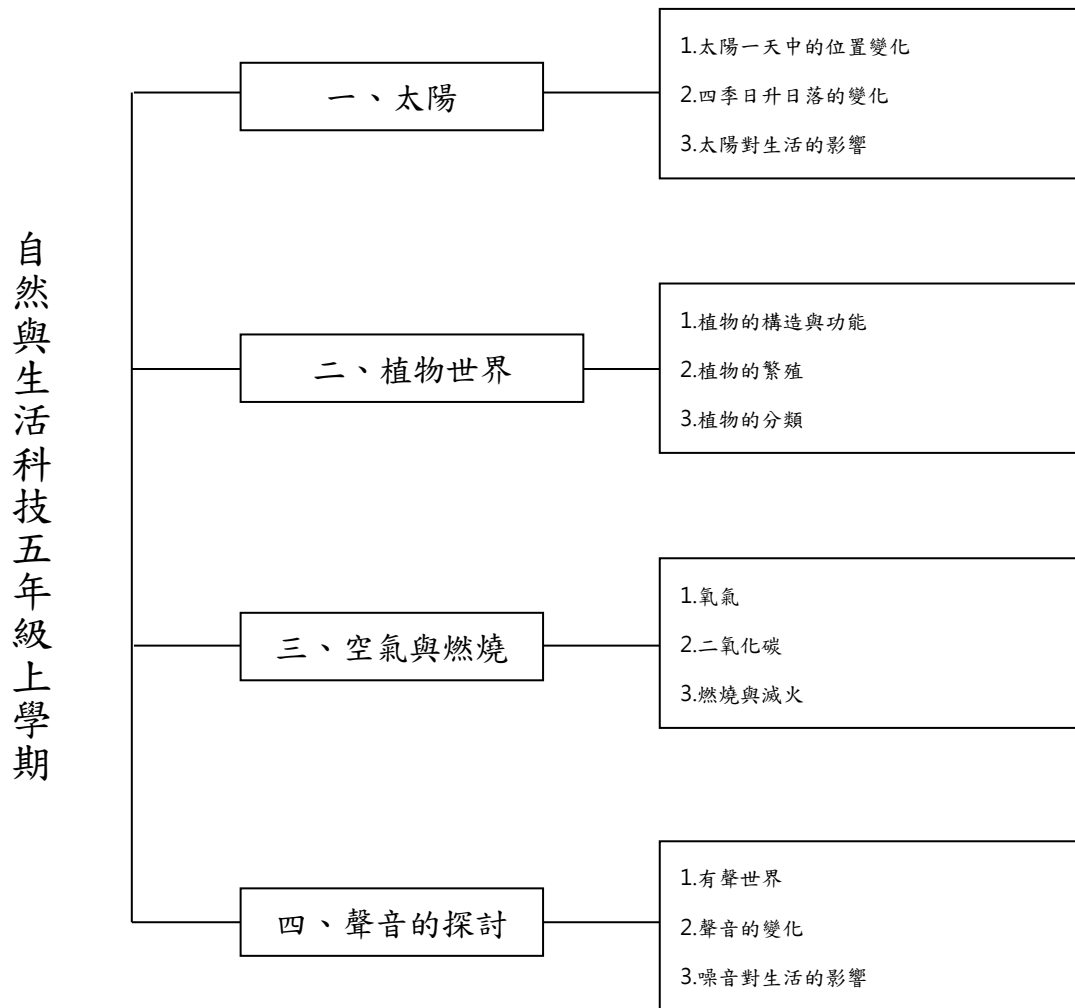 自然與生活科技五年級上學期
一、太陽
1.太陽一天中的位置變化
2.四季日升日落的變化
3.太陽對生活的影響
二、植物世界
1.植物的構造與功能
2.植物的繁殖
3.植物的分類
三、空氣與燃燒
1.氧氣
2.二氧化碳
3.燃燒與滅火
四、聲音的探討
1.有聲世界
2.聲音的變化
3.噪音對生活的影響